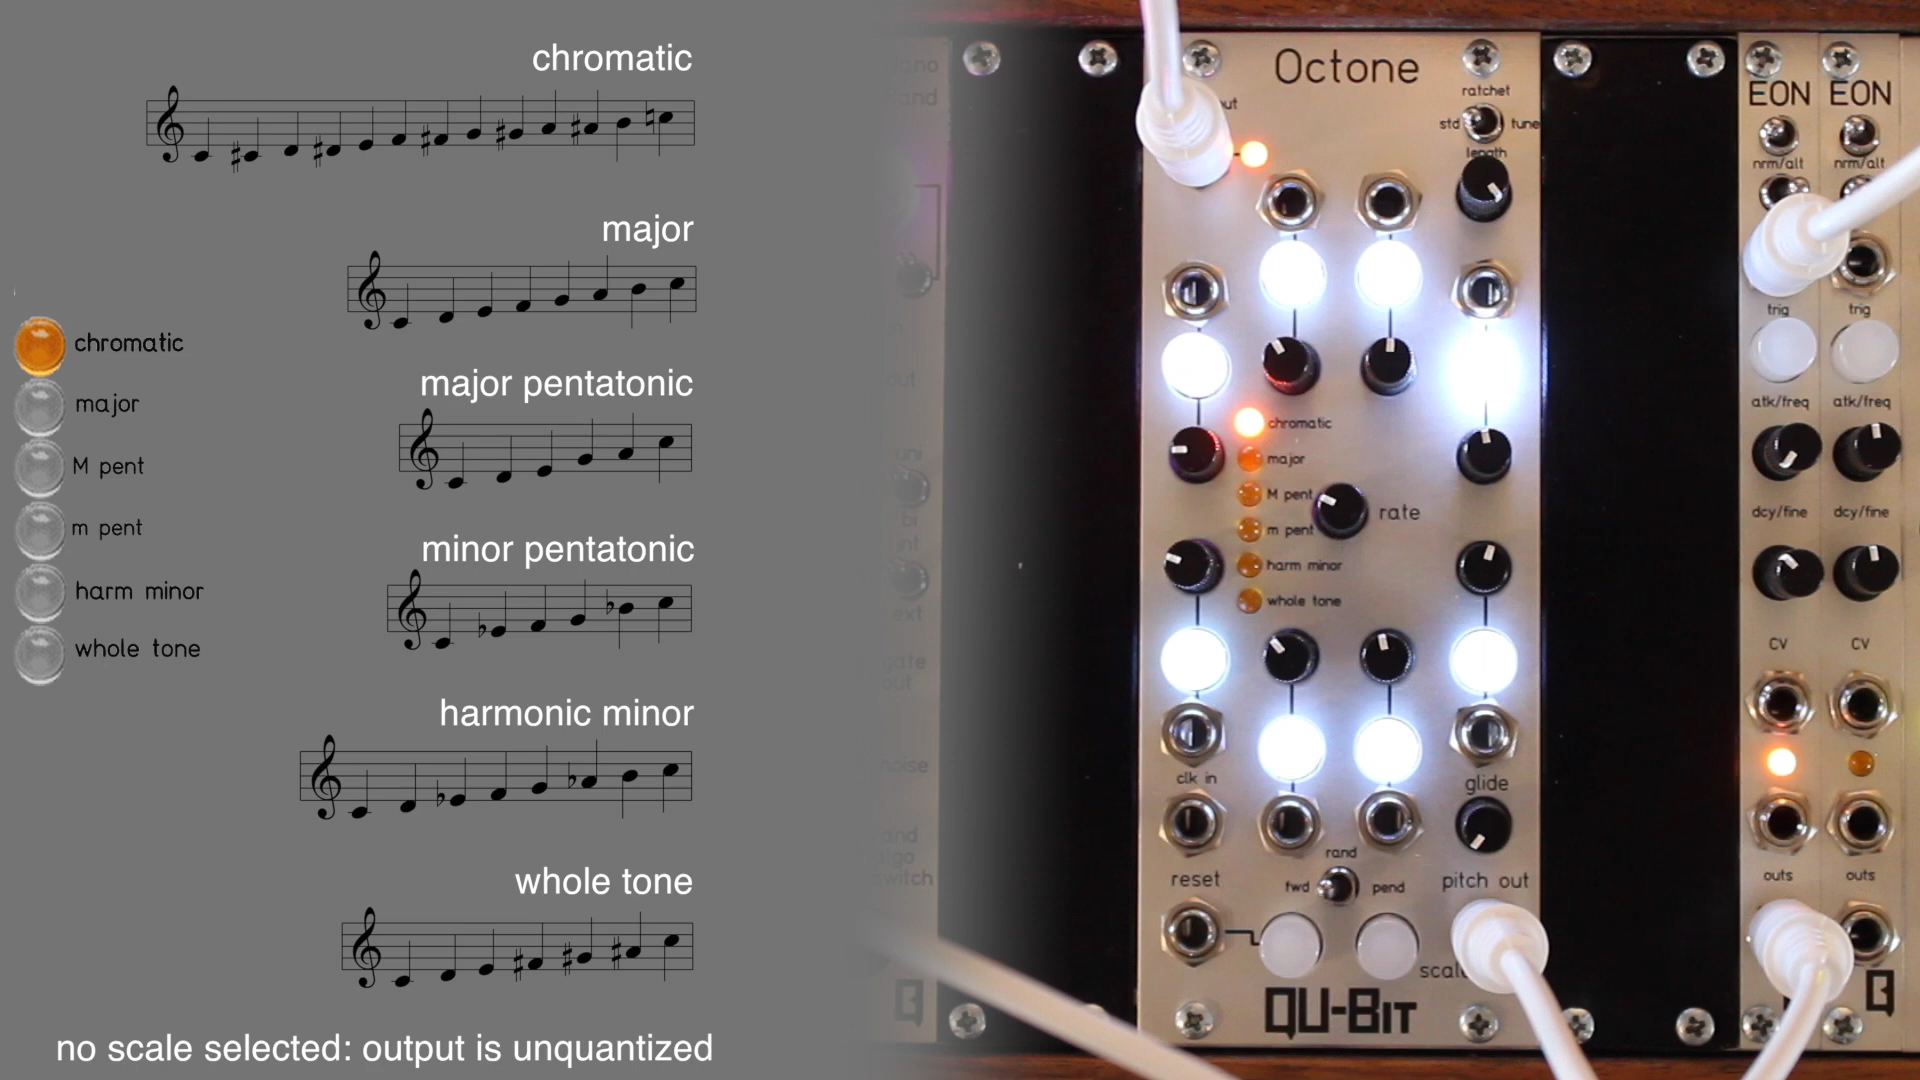 chromatic
major
major pentatonic
minor pentatonic
harmonic minor
whole tone
no scale selected: output is unquantized
chromatic
major
M pent
m pent
harm minor
whole tone
Octone
ratchet
std
tune
length
chromatic
major
M pent
m pent
harm minor
whole tone
rate
clk in
glide
rand
fwd
pend
reset
pitch out
QU-BIT
EON
nrm/alt
trig
atk/freq
dcy/fine
CV
outs
EON
nrm/alt
trig
atk/freq
dcy/fine
CV
outs